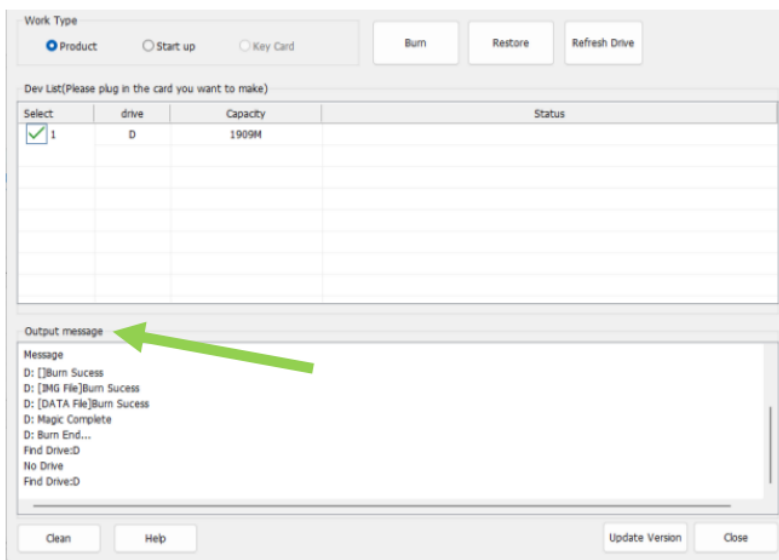 Work Type
Product Start up Key Card Burn Restore Refresh Drive
Dev List(Please plug in the card you want to make)
Select drive Capacity Status
1 D 1909M
Output message
Message
D: []Burn Sucess
D: [IMG File]Burn Sucess
D: [DATA File]Burn Sucess
D: Magic Complete
D: Burn End...
Find Drive:D
No Drive
Find Drive:D
Clean Help Update Version Close